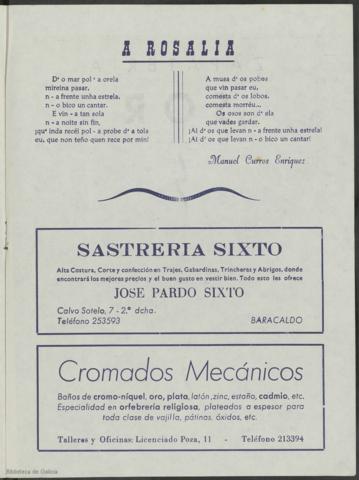 A ROSALIA
D' o mar pol' a orela
mireina pasar,
n - a frente unha estrela,
n - o bico un cantar.
E vin - a tan sola
n - a noite sin fin,
¡qu' inda recéi pol - a probe d' a tola
eu, que non teño quen rece por min!
A musa d' os pobes
que vin pasar eu,
comesta d' os lobos,
comesta morréu...
Os osos son d' ela
que vades gardar.
¡Ai d' os que levan n - a frente unha estrela!
¡Ai d' os que levan n - o bico un cantar!
Manuel Curros Enríquez
SASTRERIA SIXTO
Alta Costura, Corte y confección en Trajes, Gabardinas, Trincheras y Abrigos, donde
encontrará los mejores precios y el buen gusto en vestir bien. Todo esto les ofrece
JOSE PARDO SIXTO
Calvo Sotelo, 7 - 2.º dcha.
Teléfono 253593 BARACALDO
Cromados Mecánicos
Baños de cromo-níquel, oro, plata, latón, zinc, estaño, cadmio, etc.
Especialidad en orfebrería religiosa, plateados a espesor para
toda clase de vajilla, pátinas, óxidos, etc.
Talleres y Oficinas: Licenciado Poza, 11 - Teléfono 213394
Biblioteca de Galicia